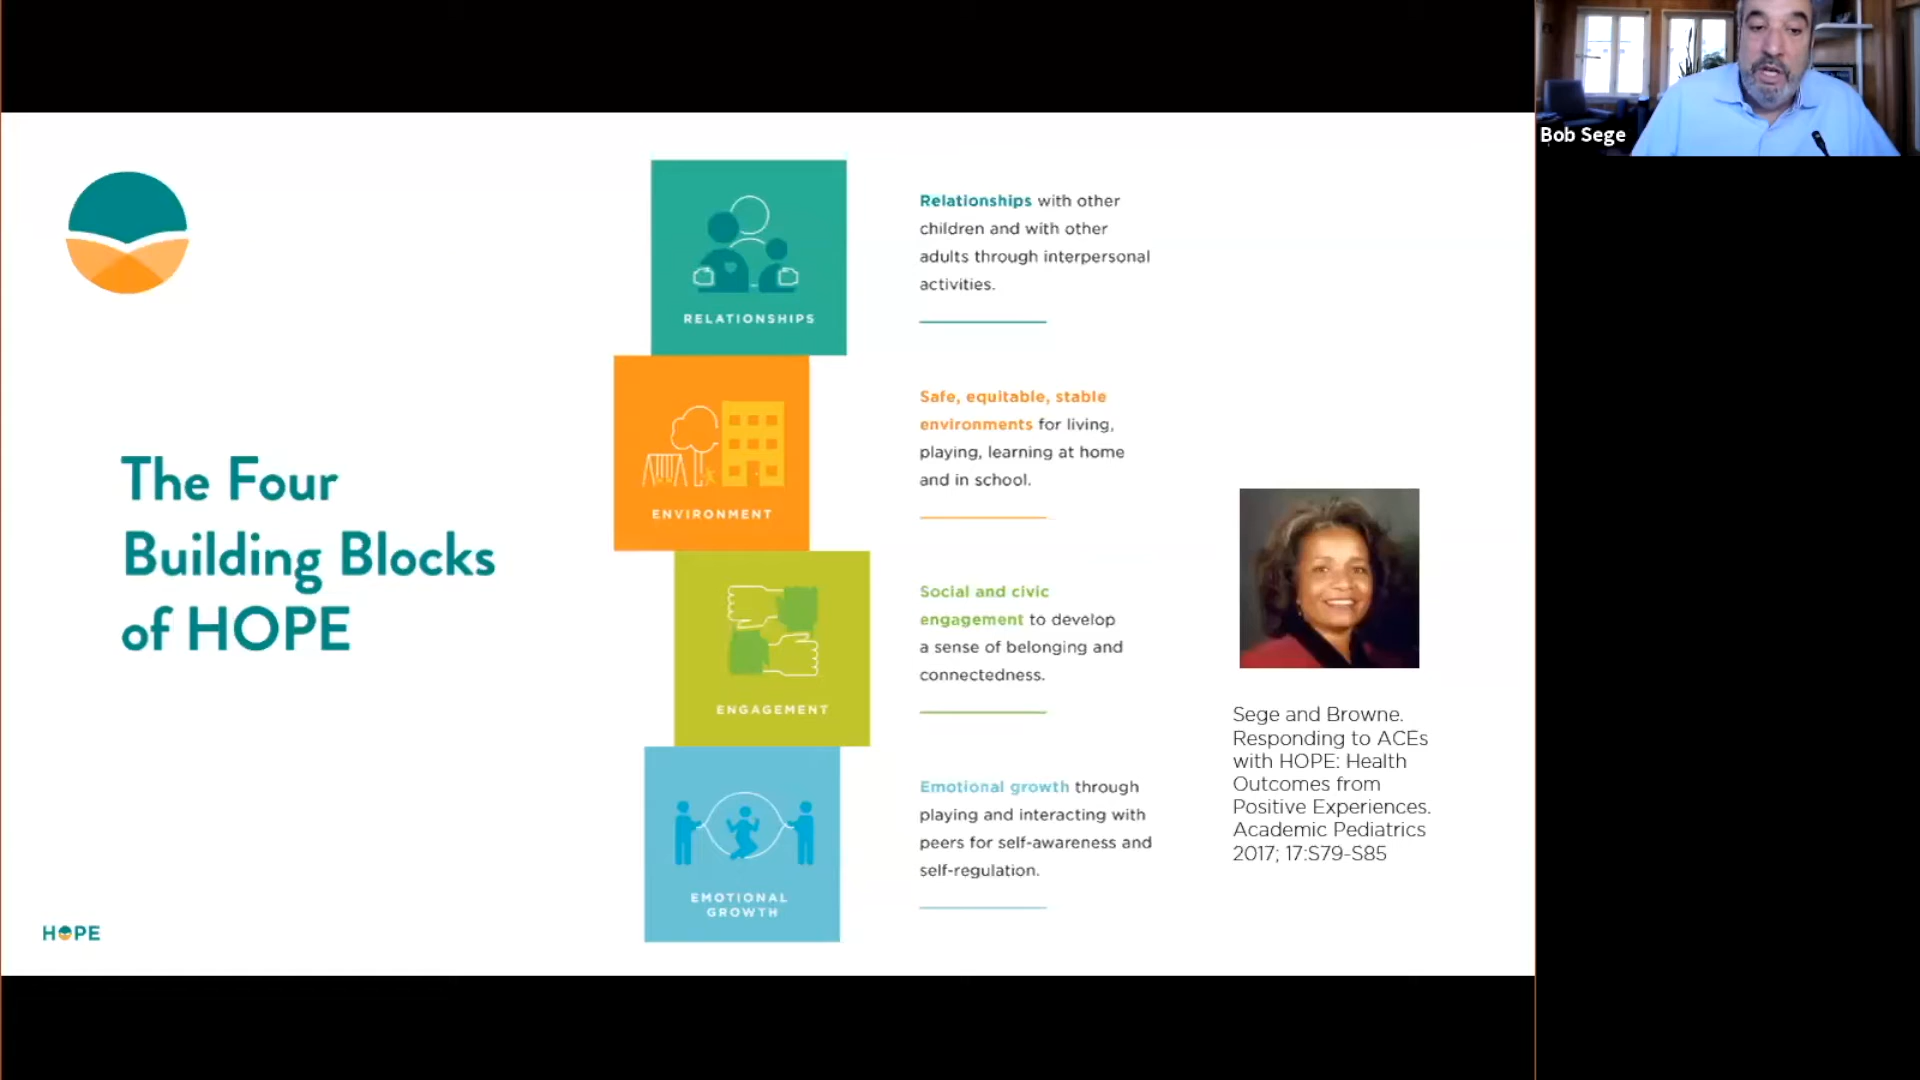 The Four
Building Blocks
of HOPE
RELATIONSHIPS
Relationships with other
children and with other
adults through interpersonal
activities.
ENVIRONMENT
Safe, equitable, stable
environments for living,
playing, learning at home
and in school.
ENGAGEMENT
Social and civic
engagement to develop
a sense of belonging and
connectedness.
EMOTIONAL
GROWTH
Emotional growth through
playing and interacting with
peers for self-awareness and
self-regulation.
Sege and Browne.
Responding to ACEs
with HOPE: Health
Outcomes from
Positive Experiences.
Academic Pediatrics
2017; 17:S79-S85
HOPE
Bob Sege